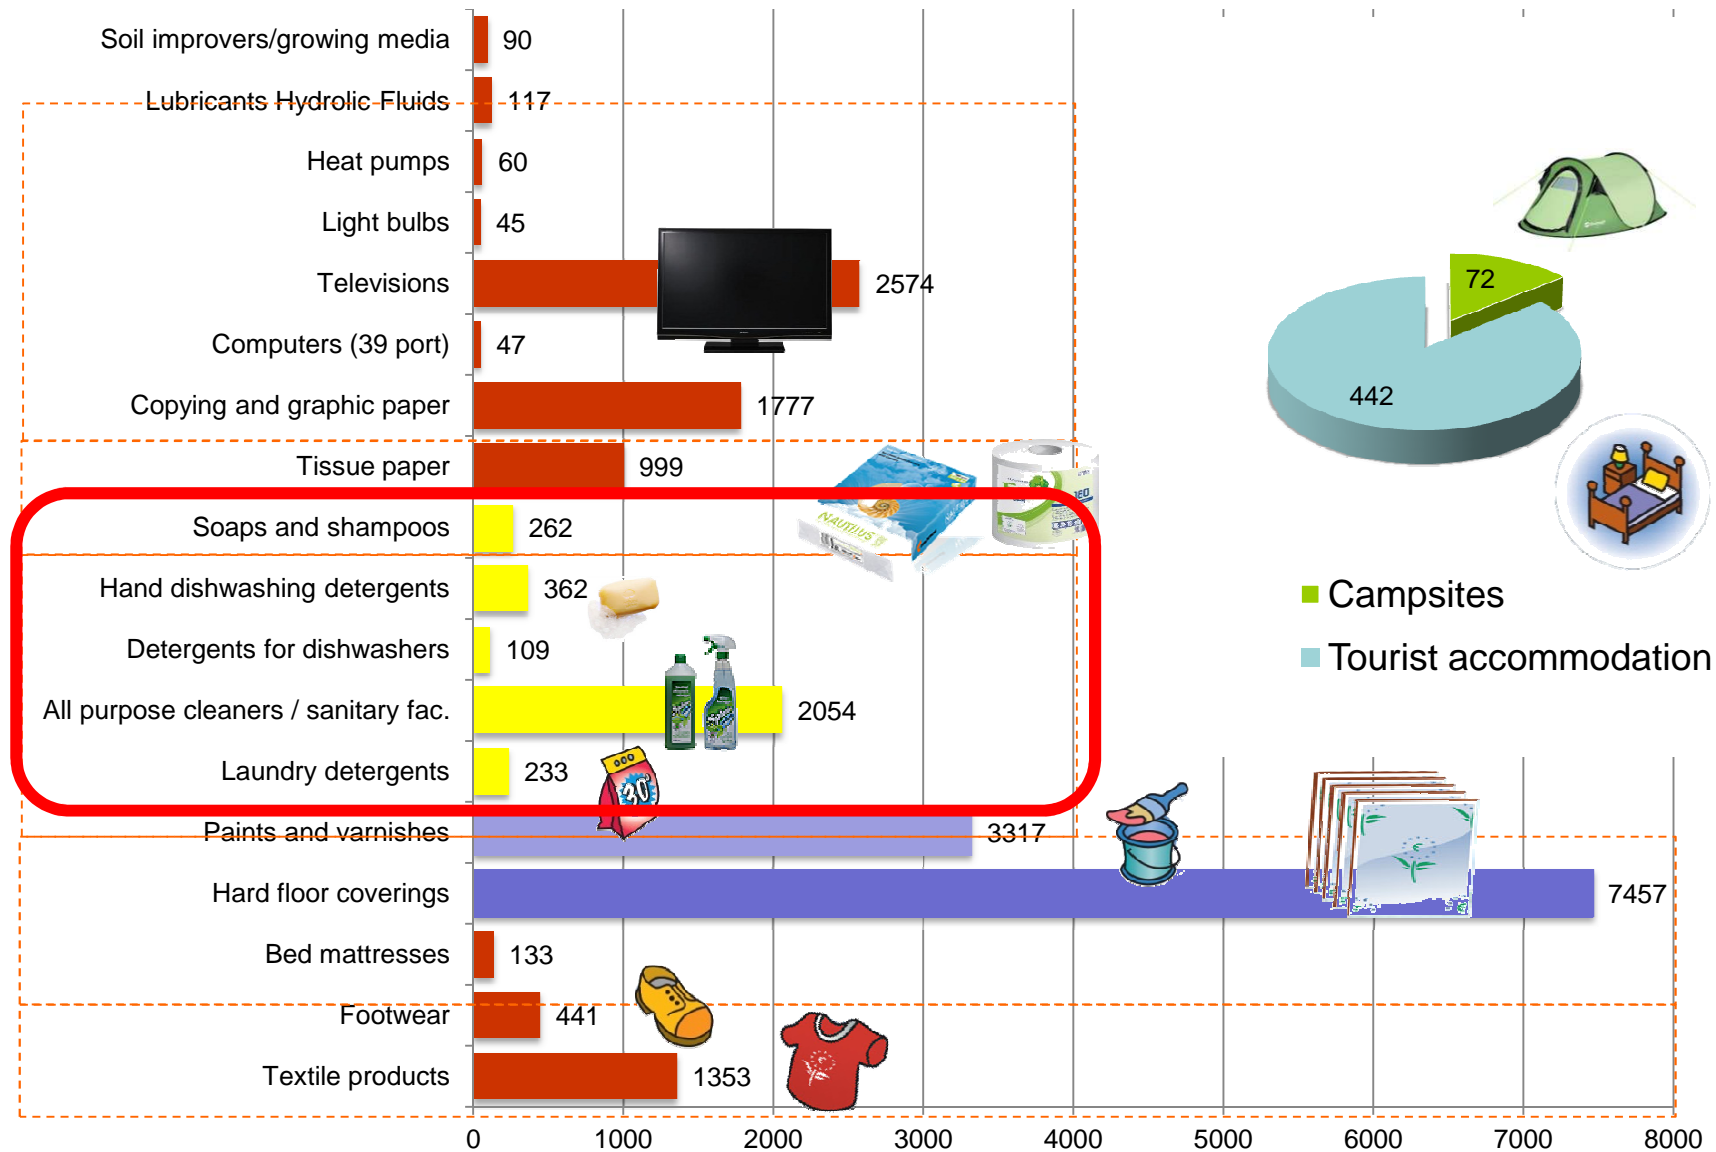 Soil improvers/growing media 90
Lubricants Hydrolic Fluids 117
Heat pumps 60
Light bulbs 45
Televisions 2574
Computers (39 port) 47
Copying and graphic paper 1777
Tissue paper 999
Soaps and shampoos 262
Hand dishwashing detergents 362
Detergents for dishwashers 109
All purpose cleaners / sanitary fac. 2054
Laundry detergents 233
Paints and varnishes 3317
Hard floor coverings 7457
Bed mattresses 133
Footwear 441
Textile products 1353
0 1000 2000 3000 4000 5000 6000 7000 8000
72
442
Campsites
Tourist accommodation
NAUTILUS
30°